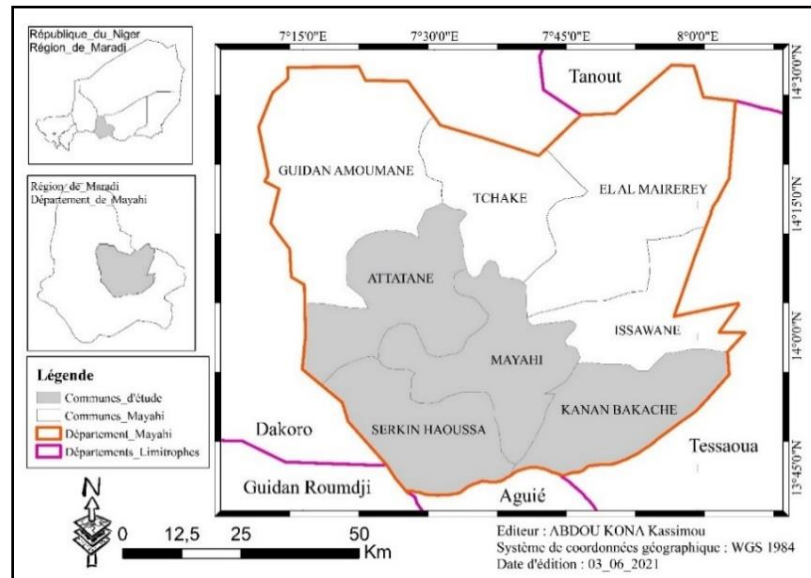 République_du_Niger
Région_de_Maradi
Région_de_Maradi
Département_de_Mayahi
7°15'0"E 7°30'0"E 7°45'0"E 8°0'0"E
Tanout
GUIDAN AMOUMANE
TCHAKE
EL AL MAIREREY
ATTATANE
ISSAWANE
MAYAHI
KANAN BAKACHE
SERKIN HAOUSSA
Dakoro
Tessaoua
Guidan Roumdji
Aguié
14°30'0"N
14°15'0"N
14°0'0"N
13°45'0"N
Légende
Communes_d'étude
Communes_Mayahi
Département_Mayahi
Départements_Limitrophes
N
0 12,5 25 50
Km
Editeur : ABDOU KONA Kassimou
Système de coordonnées géographique : WGS 1984
Date d'édition : 03_06_2021